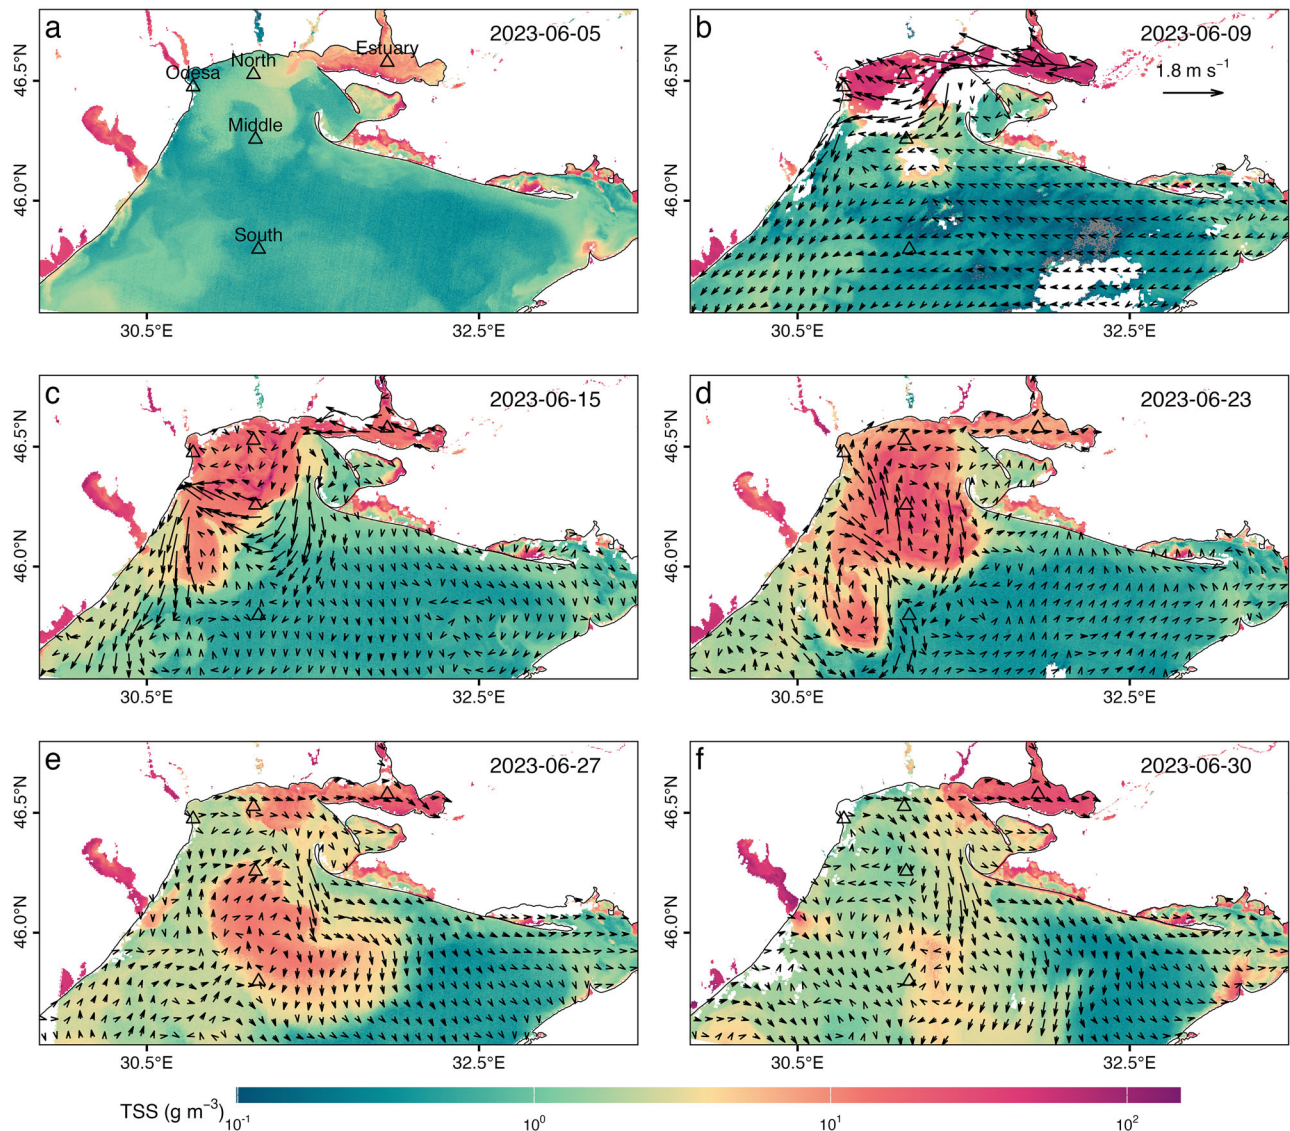 a
2023-06-05
Estuary
North
Odesa
Middle
South
46.5°N
46.0°N
30.5°E
32.5°E
b
2023-06-09
1.8 m s⁻¹
46.5°N
46.0°N
30.5°E
32.5°E
c
2023-06-15
46.5°N
46.0°N
30.5°E
32.5°E
d
2023-06-23
46.5°N
46.0°N
30.5°E
32.5°E
e
2023-06-27
46.5°N
46.0°N
30.5°E
32.5°E
f
2023-06-30
46.5°N
46.0°N
30.5°E
32.5°E
TSS (g m⁻³)
10⁻¹ 10⁰ 10¹ 10²